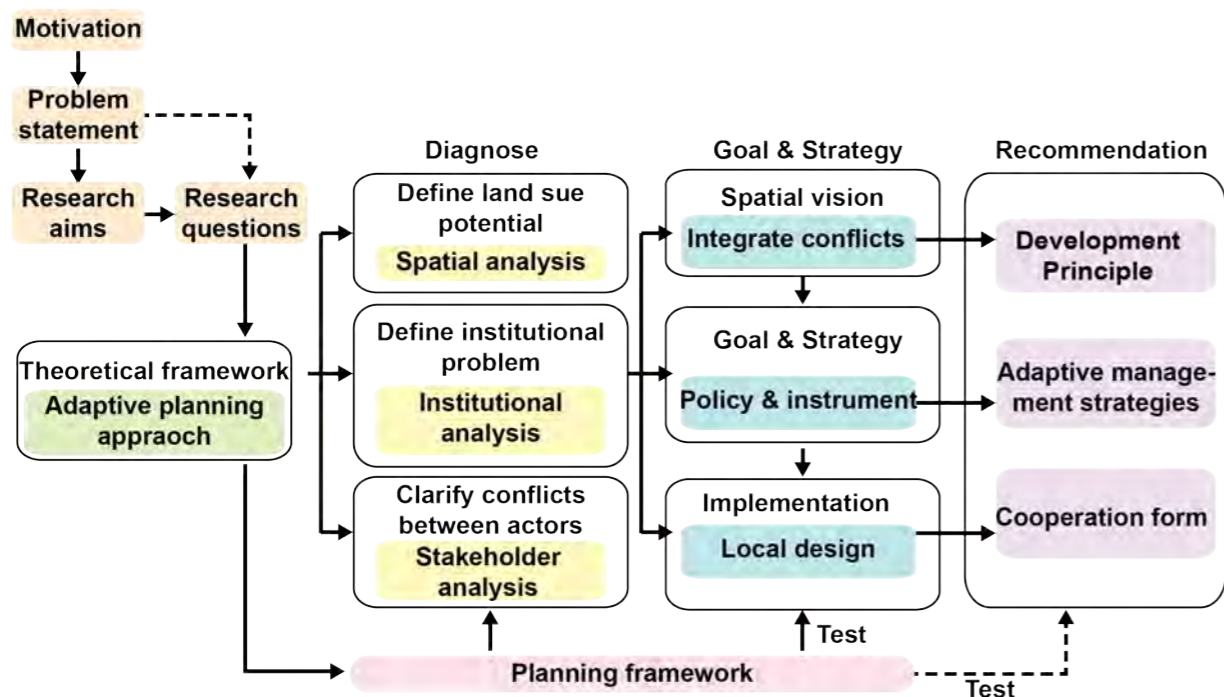 Motivation
Problem
statement
Research
aims
Research
questions
Theoretical framework
Adaptive planning
appraoch
Diagnose
Define land sue
potential
Spatial analysis
Define institutional
problem
Institutional
analysis
Clarify conflicts
between actors
Stakeholder
analysis
Goal & Strategy
Spatial vision
Integrate conflicts
Goal & Strategy
Policy & instrument
Implementation
Local design
Recommendation
Development
Principle
Adaptive manage-
ment strategies
Cooperation form
Test
Planning framework
Test